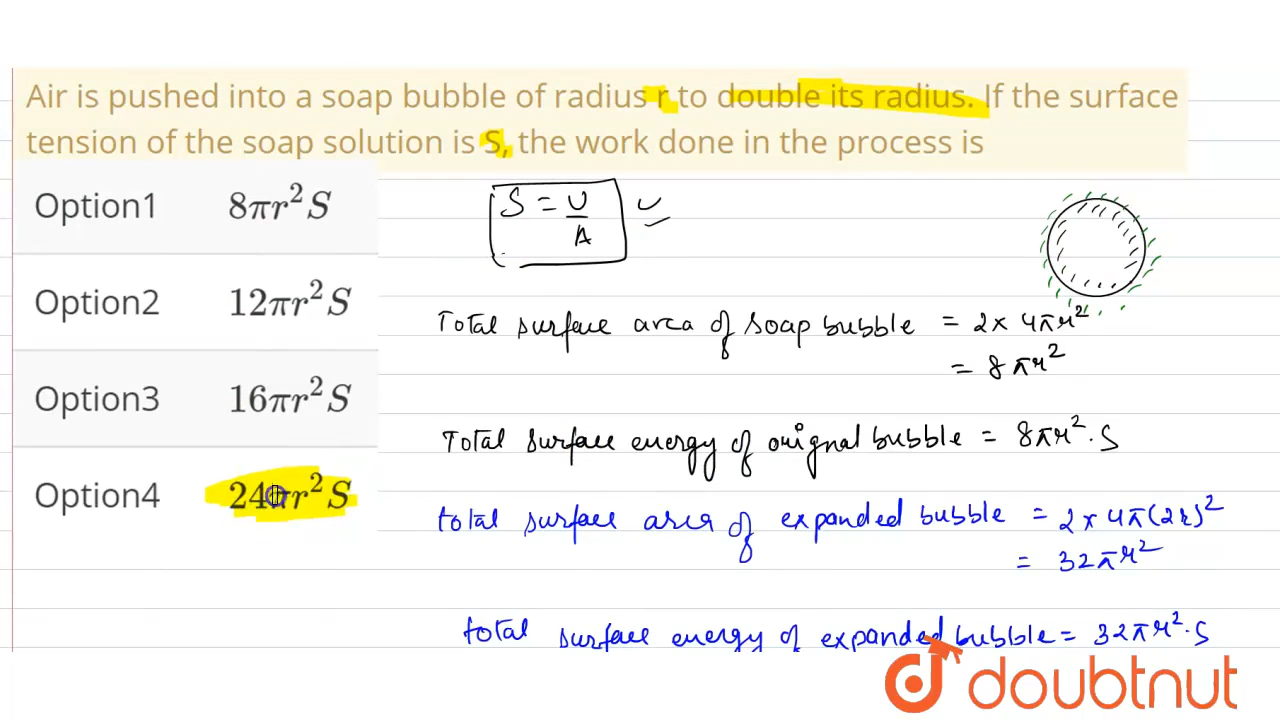 Air is pushed into a soap bubble of radius r to double its radius. If the surface
tension of the soap solution is S, the work done in the process is
Option1 8πr²S
Option2 12πr²S
Option3 16πr²S
Option4 24πr²S
S = U/A
Total surface area of soap bubble = 2 × 4πr²
= 8πr²
Total surface energy of orignal bubble = 8πr².S
total surface area of expanded bubble = 2 × 4π(2r)²
= 32πr²
total surface energy of expanded bubble = 32πr².S
doubtnut